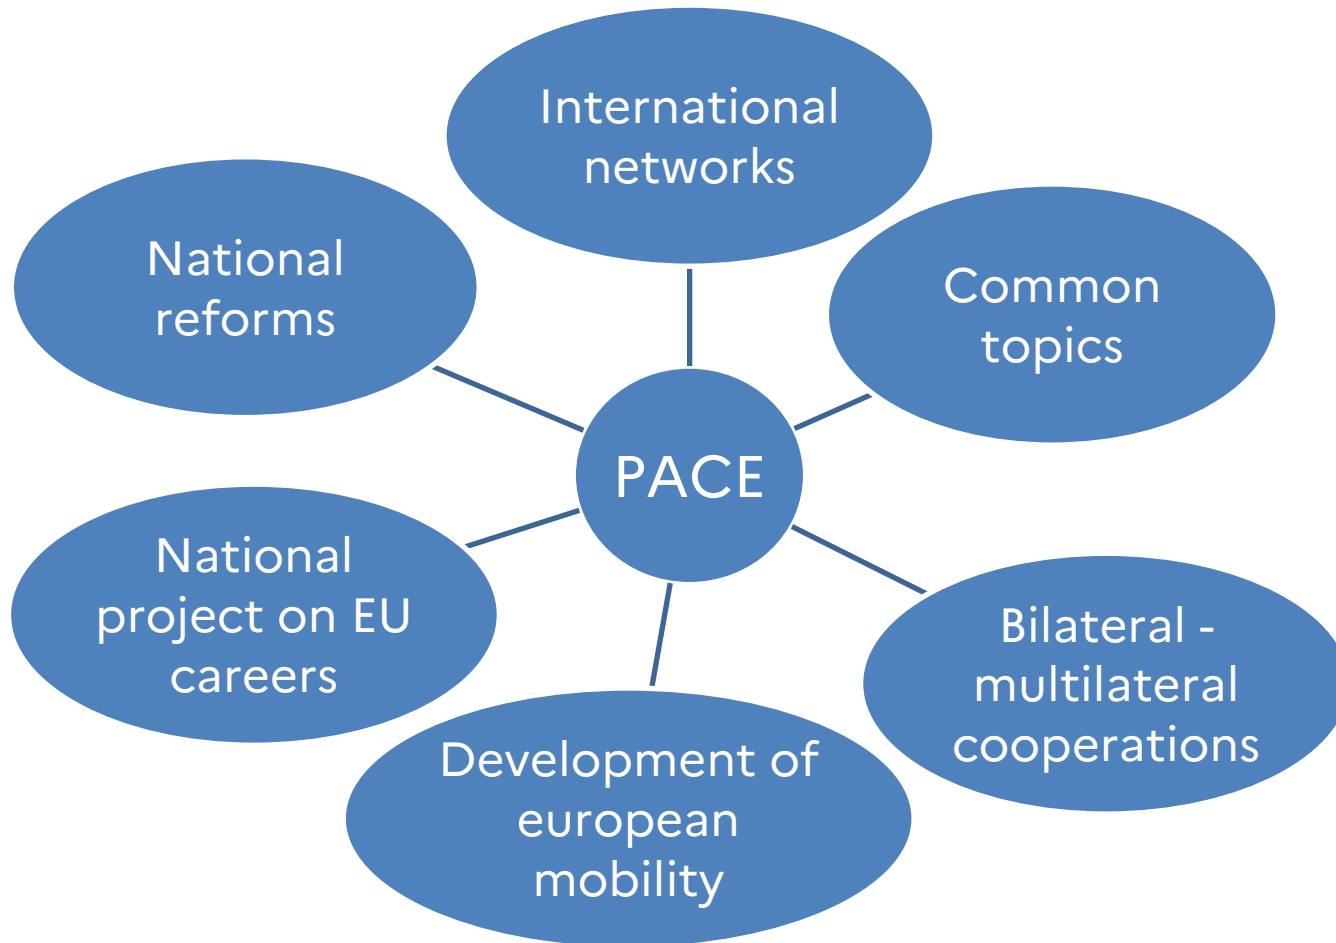 International
networks
National
reforms
Common
topics
PACE
National
project on EU
careers
Bilateral -
multilateral
cooperations
Development of
european
mobility